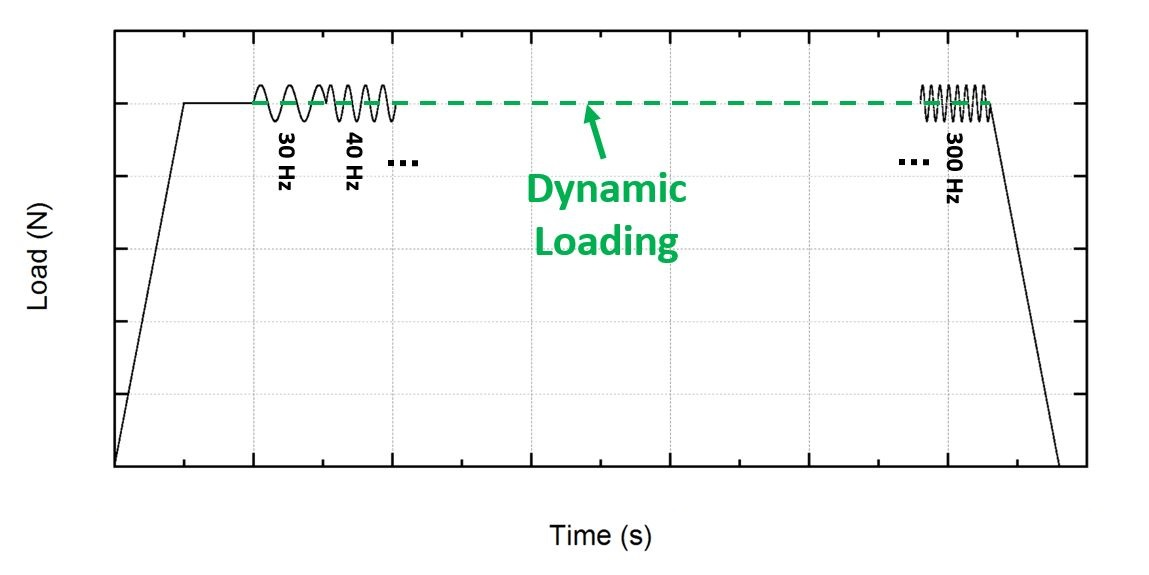 30 Hz
40 Hz
...
Dynamic
Loading
...
300 Hz
Load (N)
Time (s)